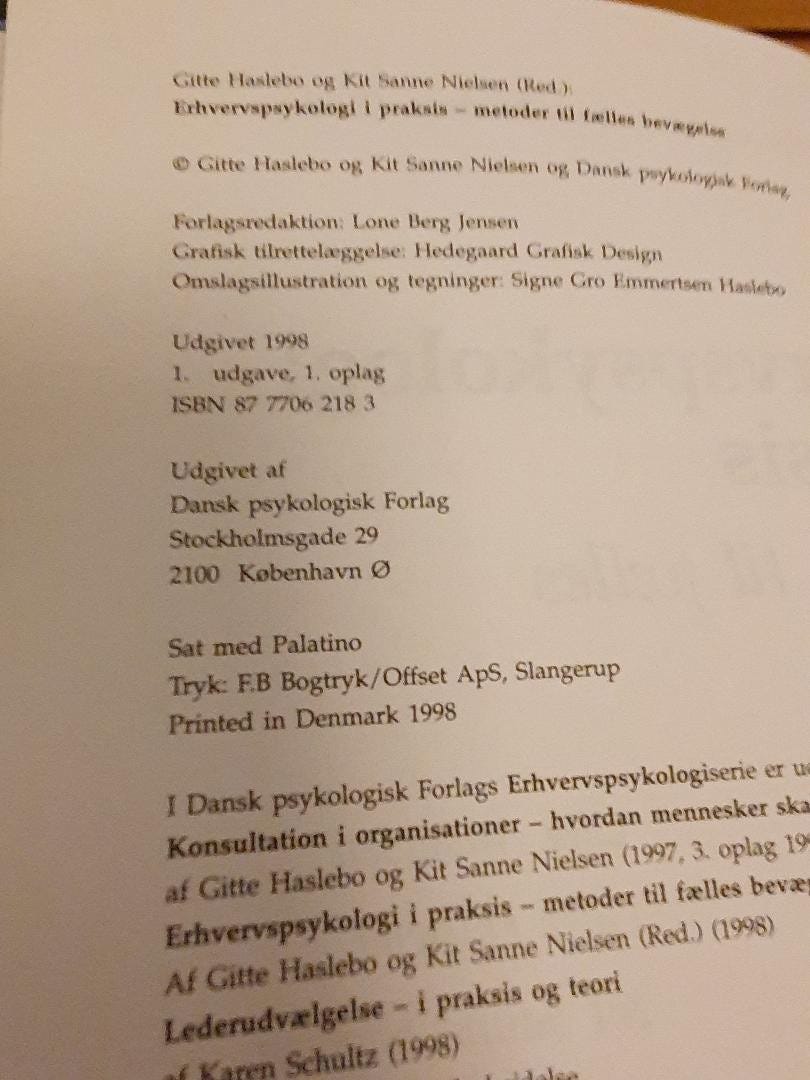 Gitte Haslebo og Kit Sanne Nielsen (Red.):
Erhvervspsykologi i praksis – metoder til fælles bevægelse
© Gitte Haslebo og Kit Sanne Nielsen og Dansk psykologisk Forlag,
Forlagsredaktion: Lone Berg Jensen
Grafisk tilrettelæggelse: Hedegaard Grafisk Design
Omslagsillustration og tegninger: Signe Gro Emmertsen Haslebo
Udgivet 1998
1. udgave, 1. oplag
ISBN 87 7706 218 3
Udgivet af
Dansk psykologisk Forlag
Stockholmsgade 29
2100 København Ø
Sat med Palatino
Tryk: F.B Bogtryk/Offset ApS, Slangerup
Printed in Denmark 1998
I Dansk psykologisk Forlags Erhvervspsykologiserie er
Konsultation i organisationer – hvordan mennesker
af Gitte Haslebo og Kit Sanne Nielsen (1997, 3. oplag
Erhvervspsykologi i praksis – metoder til fælles
Af Gitte Haslebo og Kit Sanne Nielsen (Red.) (1998)
Lederudvælgelse – i praksis og teori
af Karen Schultz (1998)